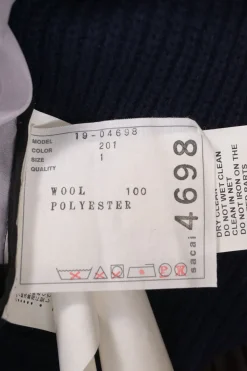 19-04698
MODEL
COLOR 201
SIZE 1
QUALITY
WOOL 100
POLYESTER
sacai 4698
DRY CLEAN
DO NOT WET CLEAN
CLEAN IN NET
DO NOT IRON ON THE
PARTS